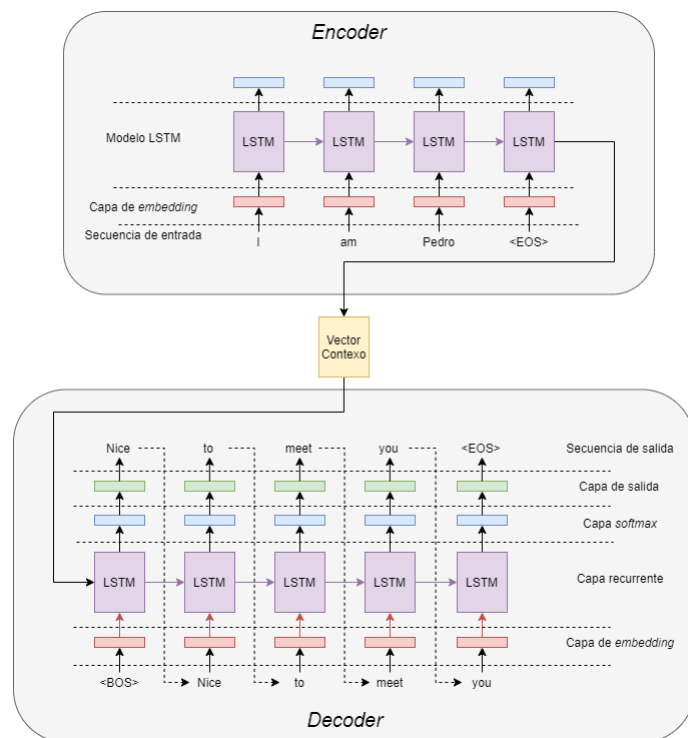 Encoder
Modelo LSTM
LSTM LSTM LSTM LSTM
Capa de embedding
Secuencia de entrada
I am Pedro <EOS>
Vector
Contexo
Nice to meet you <EOS> Secuencia de salida
Capa de salida
Capa softmax
LSTM LSTM LSTM LSTM LSTM Capa recurrente
Capa de embedding
<BOS> Nice to meet you
Decoder